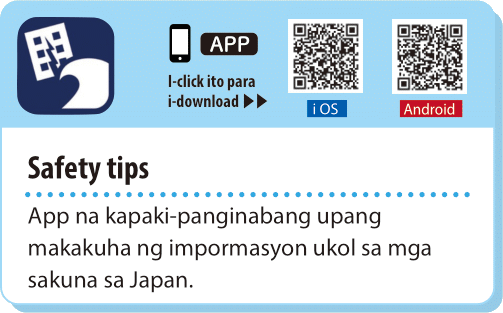 APP
I-click ito para
i-download ▶▶
i OS
Android
Safety tips
App na kapaki-panginabang upang
makakuha ng impormasyon ukol sa mga
sakuna sa Japan.